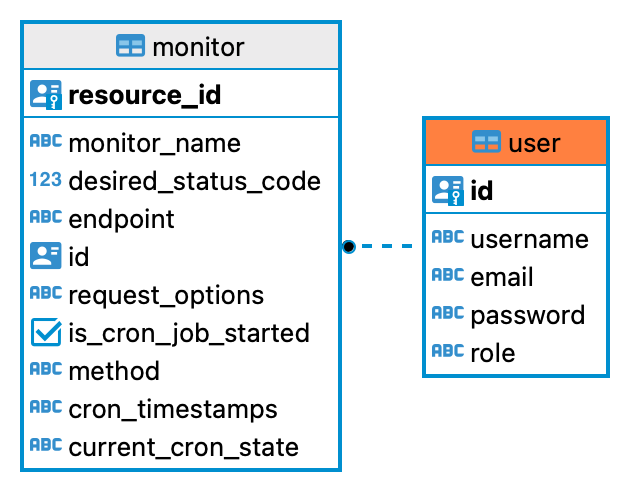 monitor
resource_id
ABC monitor_name
123 desired_status_code
ABC endpoint
id
ABC request_options
is_cron_job_started
ABC method
ABC cron_timestamps
ABC current_cron_state
user
id
ABC username
ABC email
ABC password
ABC role